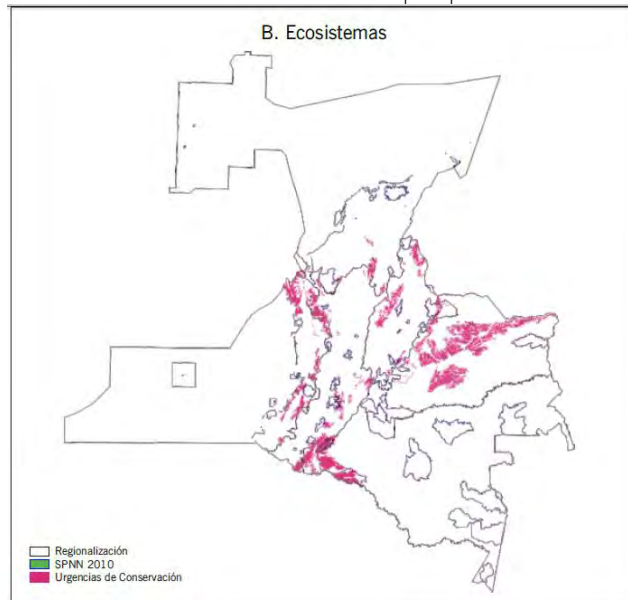 B. Ecosistemas
Regionalización
SPNN 2010
Urgencias de Conservación